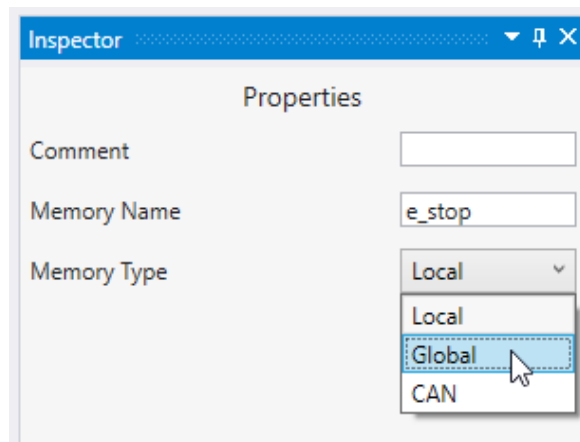 Inspector
Properties
Comment
Memory Name e_stop
Memory Type Local
Local
Global
CAN